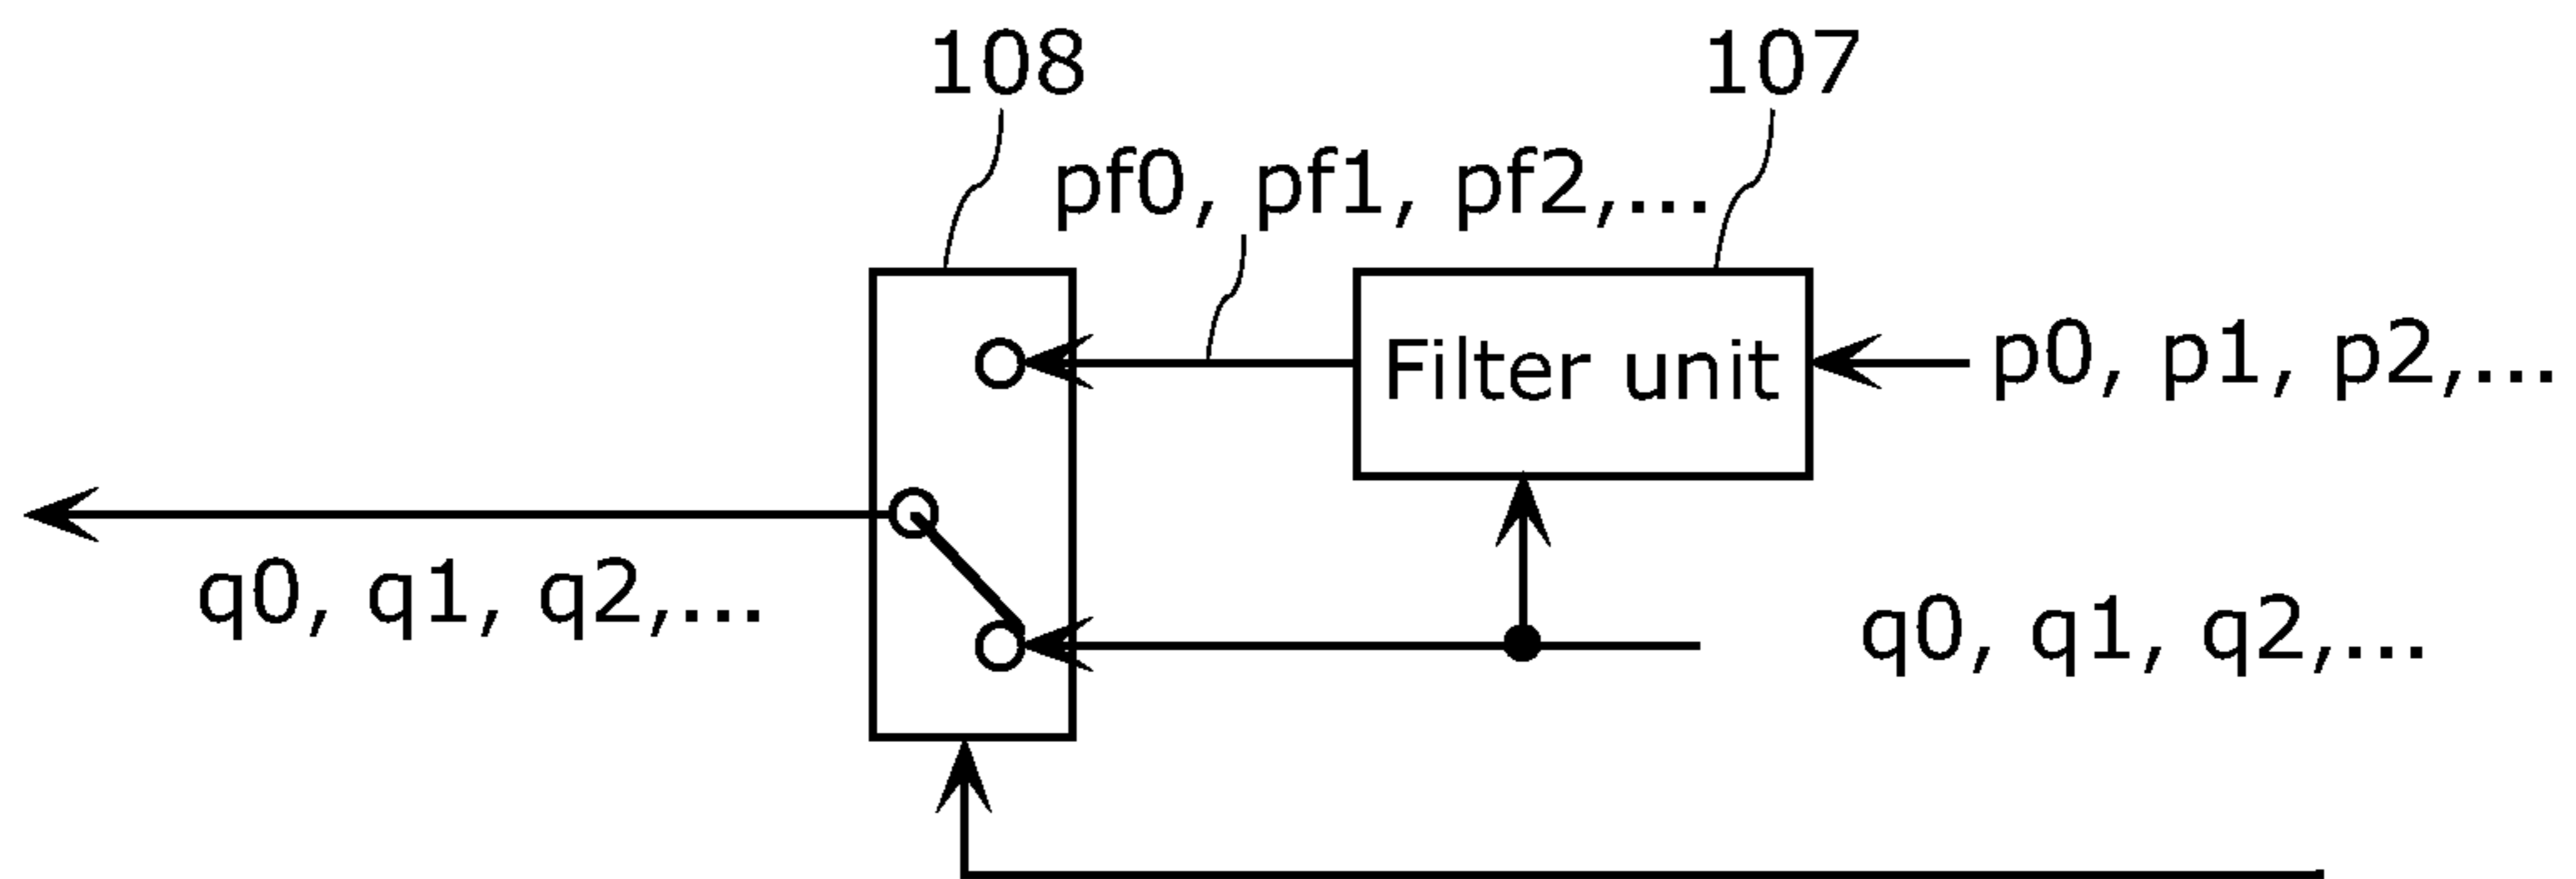 108
107
pf0, pf1, pf2,...
Filter unit
p0, p1, p2,...
q0, q1, q2,...
q0, q1, q2,...